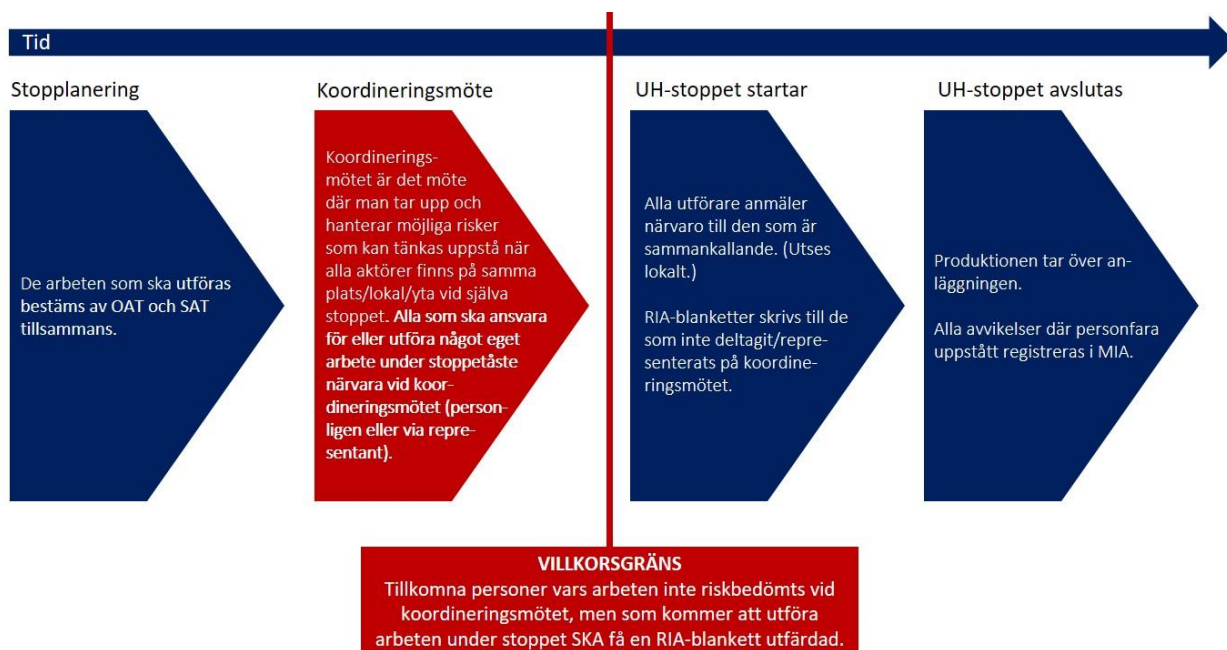 Tid
Stopplanering
De arbeten som ska utföras
bestäms av OAT och SAT
tillsammans.
Koordineringsmöte
Koordinerings-
mötet är det möte
där man tar upp och
hanterar möjliga risker
som kan tänkas uppstå när
alla aktörer finns på samma
plats/lokal/yta vid själva
stoppet. Alla som ska ansvara
för eller utföra något eget
arbete under stoppetåste
närvara vid koor-
dineringsmötet (person-
ligen eller via repre-
sentant).
UH-stoppet startar
Alla utförare anmäler
närvaro till den som är
sammankallande. (Utses
lokalt.)
RIA-blanketter skrivs till de
som inte deltagit/repre-
senterats på koordine-
ringsmötet.
UH-stoppet avslutas
Produktionen tar över an-
läggningen.
Alla avvikelser där personfara
uppstått registreras i MIA.
VILLKORSGRÄNS
Tillkomna personer vars arbeten inte riskbedömts vid
koordineringsmötet, men som kommer att utföra
arbeten under stoppet SKA få en RIA-blankett utfärdad.